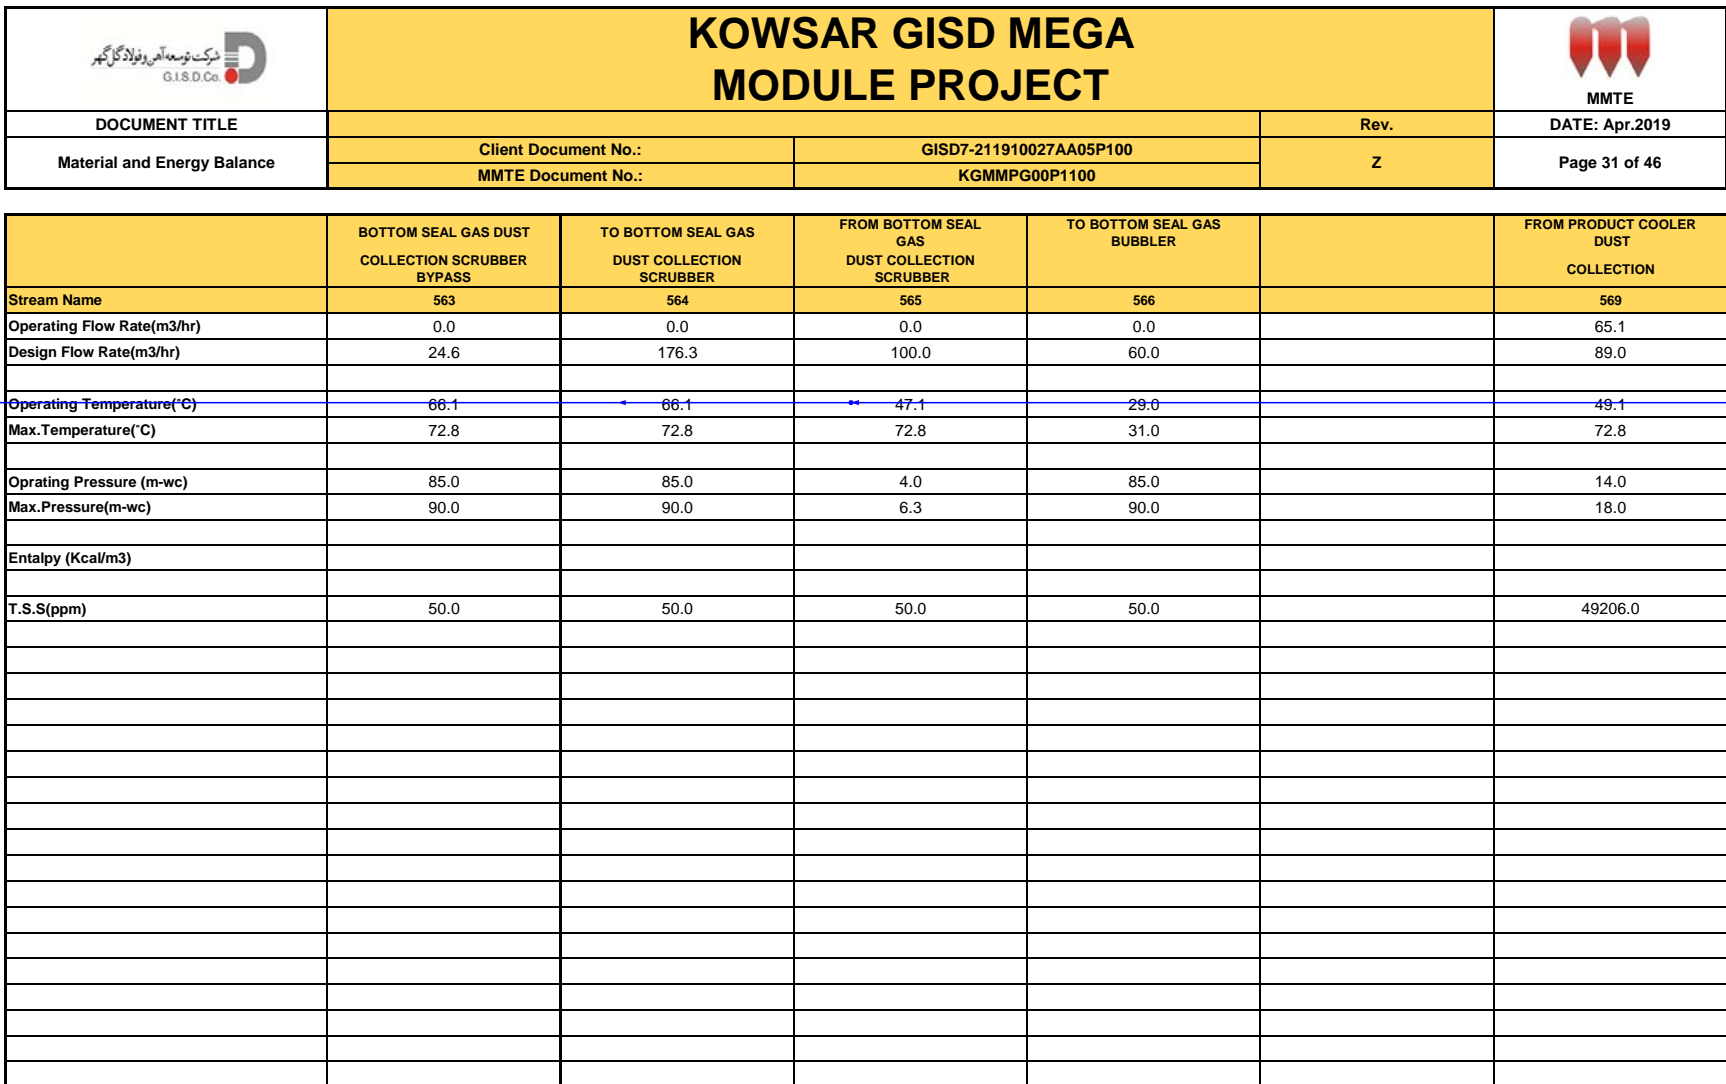 شرکت توسعه آهن و فولاد گل گهر
G.I.S.D.Co.
KOWSAR GISD MEGA
MODULE PROJECT
MMTE
DOCUMENT TITLE
Rev.
DATE: Apr.2019
Material and Energy Balance
Client Document No.: GISD7-211910027AA05P100
Z
Page 31 of 46
MMTE Document No.: KGMMPG00P1100
BOTTOM SEAL GAS DUST
COLLECTION SCRUBBER
BYPASS
TO BOTTOM SEAL GAS
DUST COLLECTION
SCRUBBER
FROM BOTTOM SEAL
GAS
DUST COLLECTION
SCRUBBER
TO BOTTOM SEAL GAS
BUBBLER
FROM PRODUCT COOLER
DUST
COLLECTION
Stream Name 563 564 565 566 569
Operating Flow Rate(m3/hr) 0.0 0.0 0.0 0.0 65.1
Design Flow Rate(m3/hr) 24.6 176.3 100.0 60.0 89.0
Operating Temperature(˚C) 66.1 66.1 47.1 29.0 49.1
Max.Temperature(˚C) 72.8 72.8 72.8 31.0 72.8
Oprating Pressure (m-wc) 85.0 85.0 4.0 85.0 14.0
Max.Pressure(m-wc) 90.0 90.0 6.3 90.0 18.0
Entalpy (Kcal/m3)
T.S.S(ppm) 50.0 50.0 50.0 50.0 49206.0